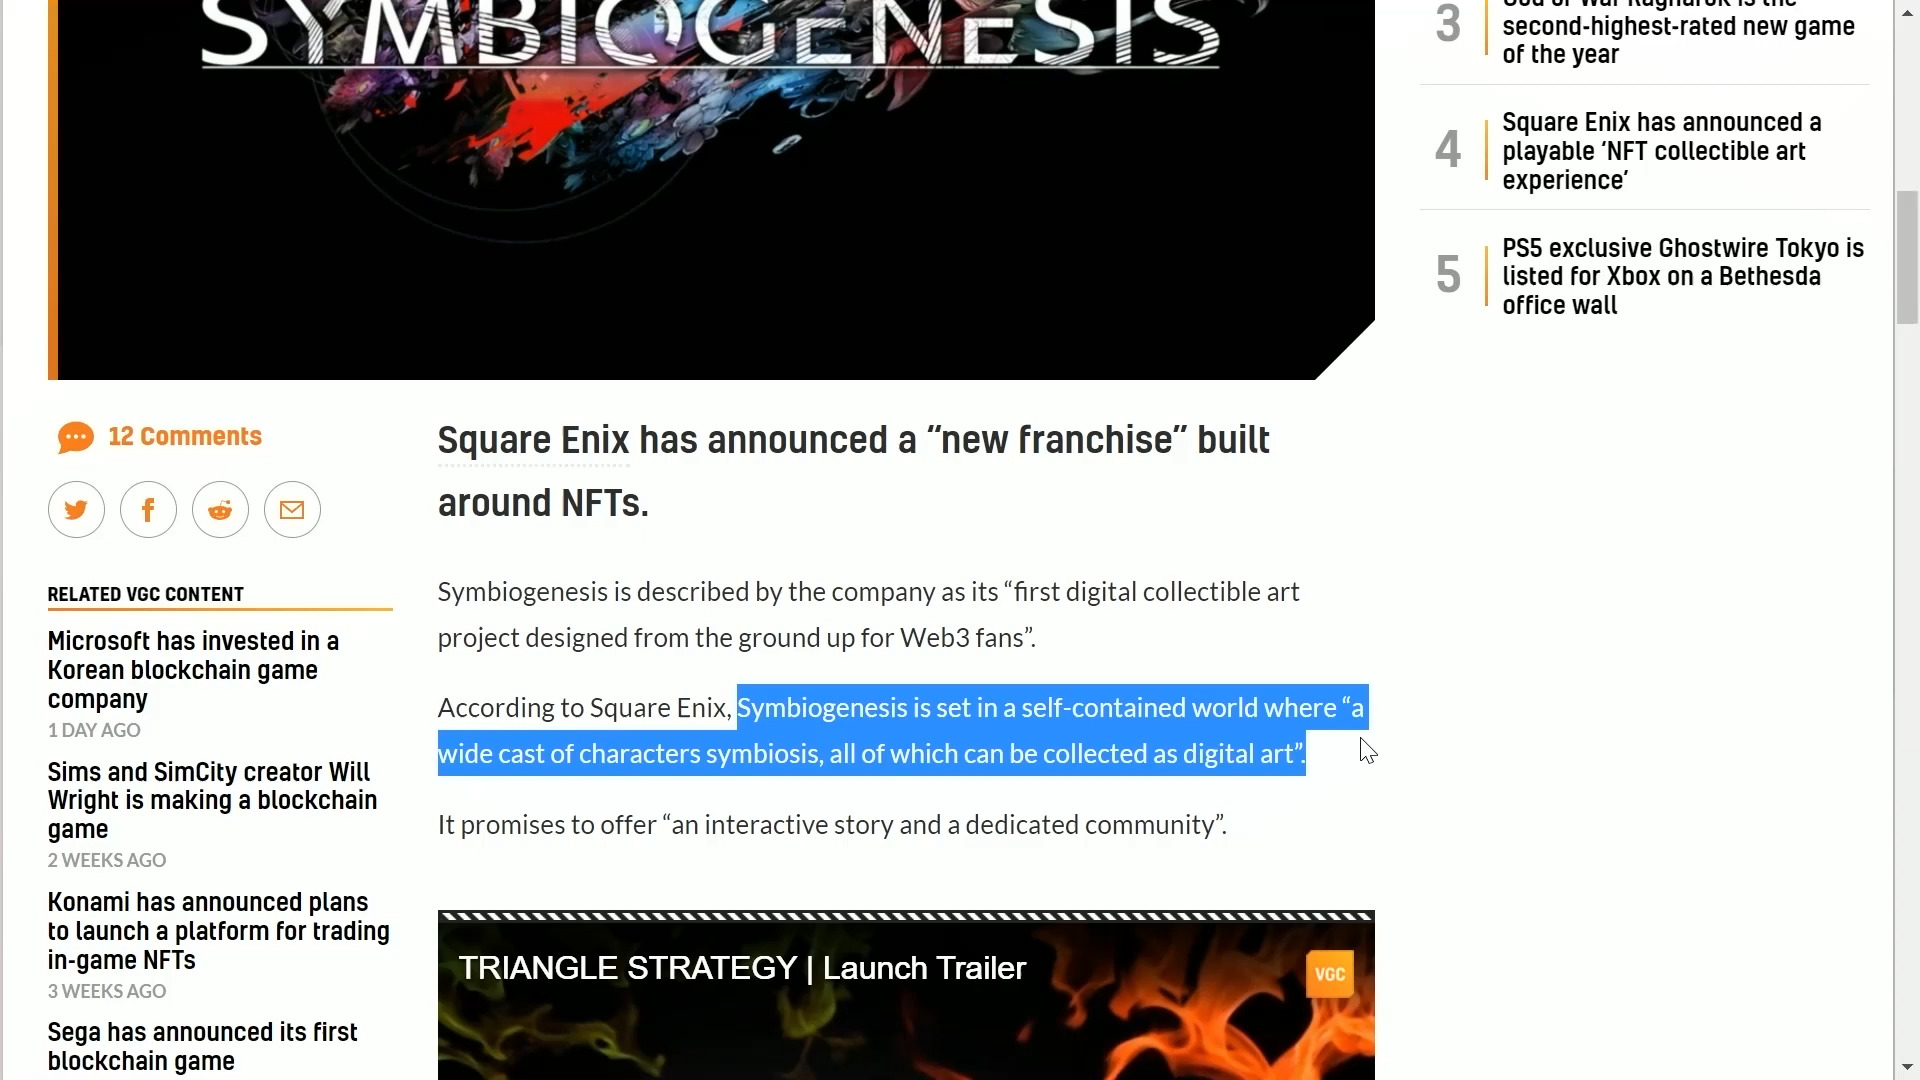 SYMBIOGENESIS
3
second-highest-rated new game
of the year
4
Square Enix has announced a
playable ‘NFT collectible art
experience’
5
PS5 exclusive Ghostwire Tokyo is
listed for Xbox on a Bethesda
office wall
12 Comments
RELATED VGC CONTENT
Microsoft has invested in a
Korean blockchain game
company
1 DAY AGO
Sims and SimCity creator Will
Wright is making a blockchain
game
2 WEEKS AGO
Konami has announced plans
to launch a platform for trading
in-game NFTs
3 WEEKS AGO
Sega has announced its first
blockchain game
Square Enix has announced a “new franchise” built
around NFTs.
Symbiogenesis is described by the company as its “first digital collectible art
project designed from the ground up for Web3 fans”.
According to Square Enix, Symbiogenesis is set in a self-contained world where “a
wide cast of characters symbiosis, all of which can be collected as digital art”.
It promises to offer “an interactive story and a dedicated community”.
TRIANGLE STRATEGY | Launch Trailer
VGC